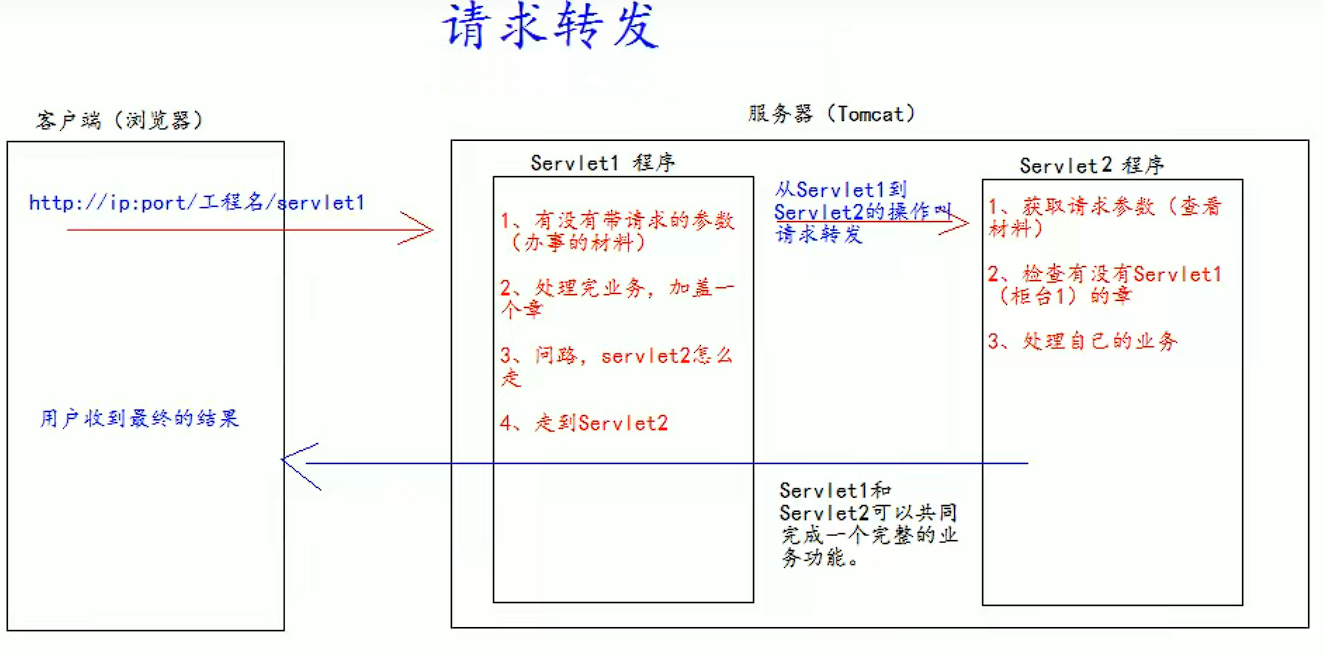 请求转发
客户端（浏览器）
服务器（Tomcat）
http://ip:port/工程名/servlet1
用户收到最终的结果
Servlet1 程序
1、有没有带请求的参数
（办事的材料）
2、处理完业务，加盖一
个章
3、问路，servlet2怎么
走
4、走到Servlet2
从Servlet1到
Servlet2的操作叫
请求转发
Servlet2 程序
1、获取请求参数（查看
材料）
2、检查有没有Servlet1
（柜台1）的章
3、处理自己的业务
Servlet1和
Servlet2可以共同
完成一个完整的业
务功能。